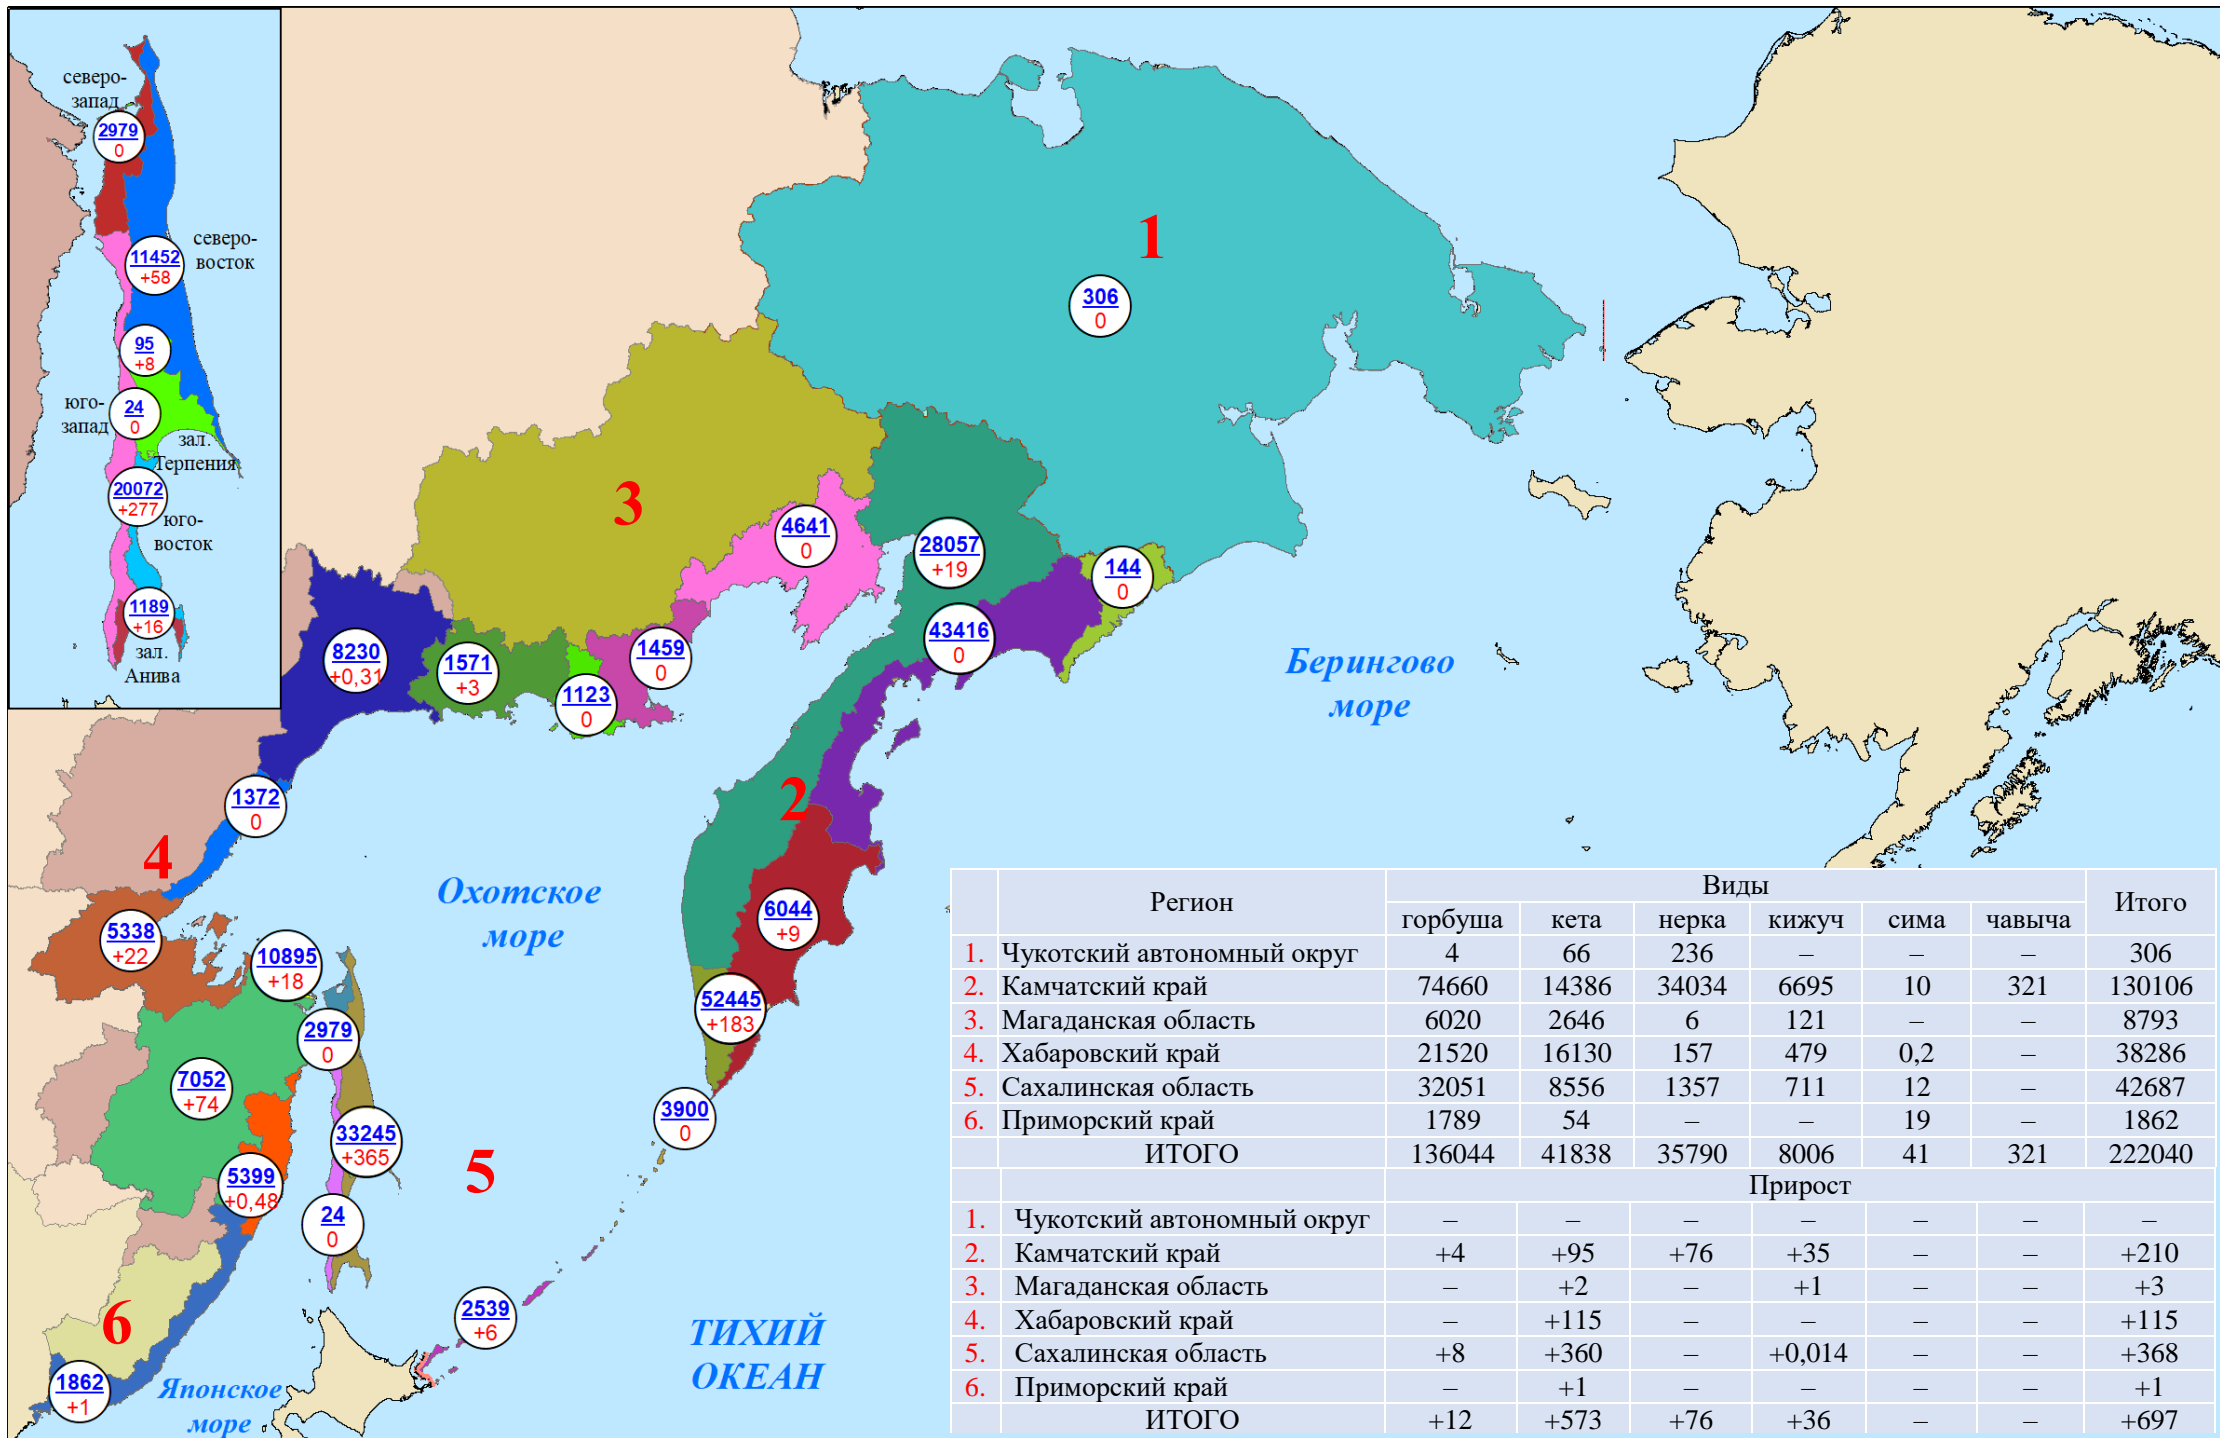 северо-
запад
2979
0
северо-
восток
11452
+58
95
+8
юго-
запад
24
0
зал.
Терпения
20072
+277
юго-
восток
1189
+16
зал.
Анива
1
306
0
3
4641
0
28057
+19
144
0
43416
0
8230
+0,31
1571
+3
1459
0
1123
0
Берингово
море
1372
0
2
4
Охотское
море
6044
+9
5338
+22
10895
+18
52445
+183
2979
0
7052
+74
3900
0
33245
+365
5
5399
+0,48
24
0
2539
+6
6
ТИХИЙ
ОКЕАН
1862
+1
Японское
море
Регион Виды Итого
горбуша кета нерка кижуч сима чавыча
1. Чукотский автономный округ 4 66 236 – – – 306
2. Камчатский край 74660 14386 34034 6695 10 321 130106
3. Магаданская область 6020 2646 6 121 – – 8793
4. Хабаровский край 21520 16130 157 479 0,2 – 38286
5. Сахалинская область 32051 8556 1357 711 12 – 42687
6. Приморский край 1789 54 – – 19 – 1862
ИТОГО 136044 41838 35790 8006 41 321 222040
Прирост
1. Чукотский автономный округ – – – – – – –
2. Камчатский край +4 +95 +76 +35 – – +210
3. Магаданская область – +2 – +1 – – +3
4. Хабаровский край – +115 – – – – +115
5. Сахалинская область +8 +360 – +0,014 – – +368
6. Приморский край – +1 – – – – +1
ИТОГО +12 +573 +76 +36 – – +697